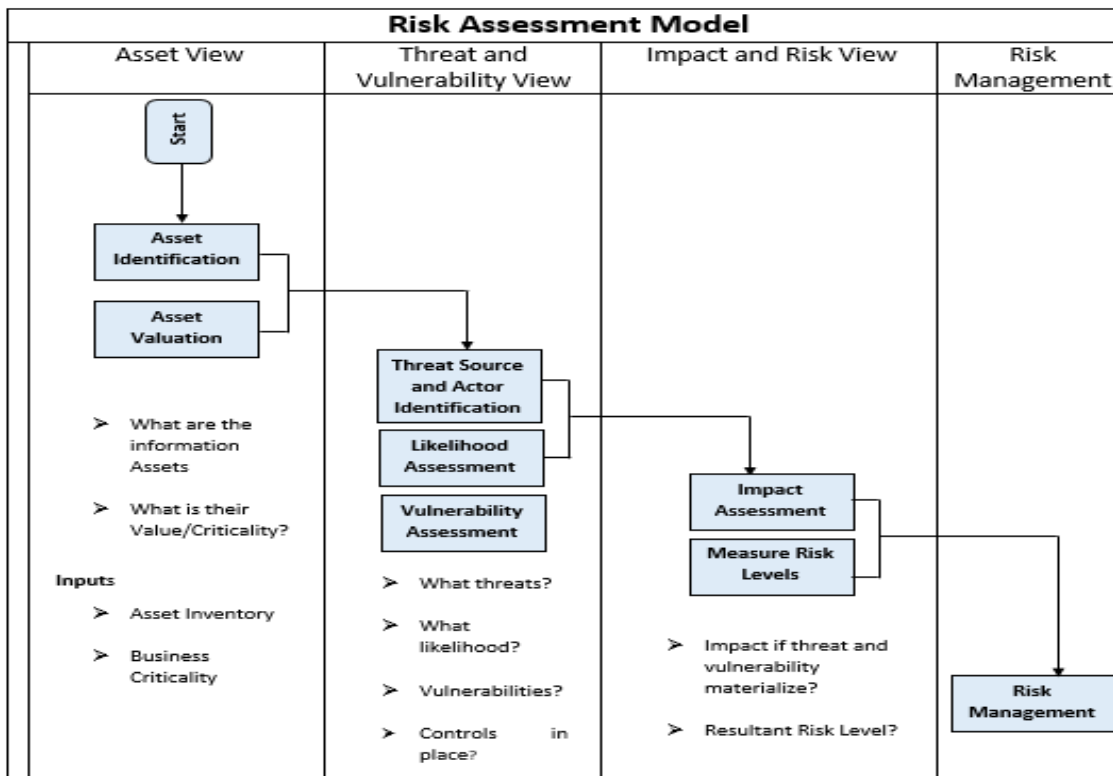 Risk Assessment Model
Asset View
Threat and
Vulnerability View
Impact and Risk View
Risk
Management
Start
Asset
Identification
Asset
Valuation
➤ What are the
information
Assets
➤ What is their
Value/Criticality?
Inputs
➤ Asset Inventory
➤ Business
Criticality
Threat Source
and Actor
Identification
Likelihood
Assessment
Vulnerability
Assessment
➤ What threats?
➤ What
likelihood?
➤ Vulnerabilities?
➤ Controls in
place?
Impact
Assessment
Measure Risk
Levels
➤ Impact if threat and
vulnerability
materialize?
➤ Resultant Risk Level?
Risk
Management